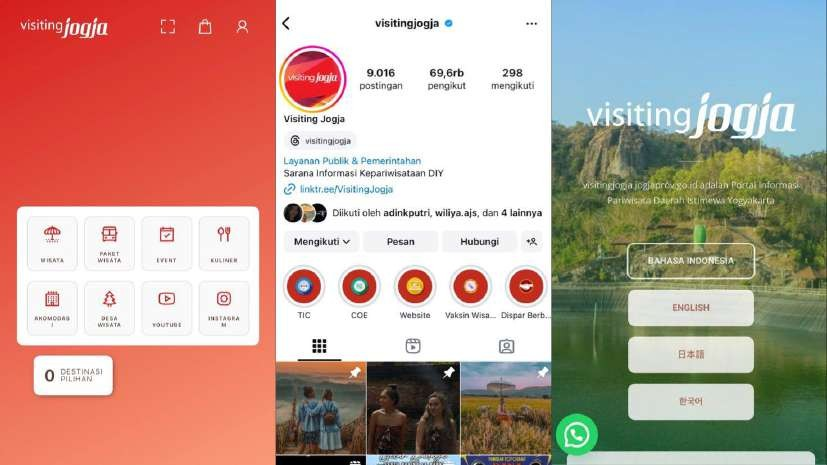 visiting jogja
WISATA
PAKET
WISATA
EVENT
KULINER
AKOMODAS
I
DESA
WISATA
YOUTUBE
INSTAGRA
M
0 DESTINASI
PILIHAN
visitingjogja
visiting jogja
9.016
postingan
69,6rb
pengikut
298
mengikuti
Visiting Jogja
visitingjogja
Layanan Publik & Pemerintahan
Sarana Informasi Kepariwisataan DIY
linktr.ee/VisitingJogja
Diikuti oleh adinkputri, wiliya.ajs, dan 4 lainnya
Mengikuti
Pesan
Hubungi
TIC
COE
Website
Vaksin Wisa...
Dispar Berb...
visiting jogja
visitingjogja.jogjaprov.go.id adalah Portal Informasi
Pariwisata Daerah Istimewa Yogyakarta
BAHASA INDONESIA
ENGLISH
日本語
한국어